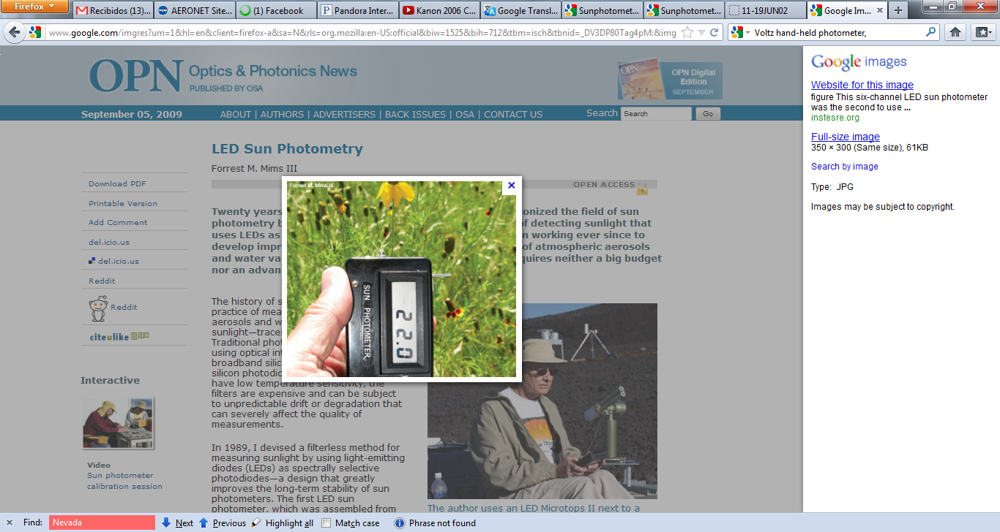 Firefox
Recibidos (13)...
AERONET Site...
(1) Facebook
Pandora Inter...
Kanon 2006 C...
Google Transl...
Sunphotomet...
Sunphotomet...
11-19JUN02
Google Im...
www.google.com/imgres?um=1&hl=en&client=firefox-a&sa=N&rls=org.mozilla:en-US:official&biw=1525&bih=712&tbm=isch&tbnid=_DV3DP80Tag4pM:&img
Voltz hand-held photometer,
OPN Optics & Photonics News
PUBLISHED BY OSA
OPN
OPN Digital
Edition
SEPTEMBER
September 05, 2009
ABOUT | AUTHORS | ADVERTISERS | BACK ISSUES | OSA | CONTACT US
Search Search Go
LED Sun Photometry
Forrest M. Mims III
OPEN ACCESS
Download PDF
Printable Version
Add Comment
del.icio.us
del.icio.us
Reddit
Reddit
citeulike
Interactive
Video
Sun photometer
calibration session
Twenty years
onized the field of sun
photometry b
of detecting sunlight that
uses LEDs as
n working ever since to
develop impr
of atmospheric aerosols
and water va
quires neither a big budget
nor an advan
Forrest M. Mims III
SUN PHOTOMETER
22.0
The history of s
practice of mea
aerosols and w
sunlight—traces
Traditional phot
using optical int
broadband silic
silicon photodio
have low temperature sensitivity, the
filters are expensive and can be subject
to unpredictable drift or degradation that
can severely affect the quality of
measurements.
In 1989, I devised a filterless method for
measuring sunlight by using light-emitting
diodes (LEDs) as spectrally selective
photodiodes—a design that greatly
improves the long-term stability of sun
photometers. The first LED sun
photometer, which was assembled from
The author uses an LED Microtops II next to a
Google images
Website for this image
figure This six-channel LED sun photometer
was the second to use ...
instesre.org
Full-size image
350 × 300 (Same size), 61KB
Search by image
Type: JPG
Images may be subject to copyright.
Find: Nevada Next Previous Highlight all Match case Phrase not found